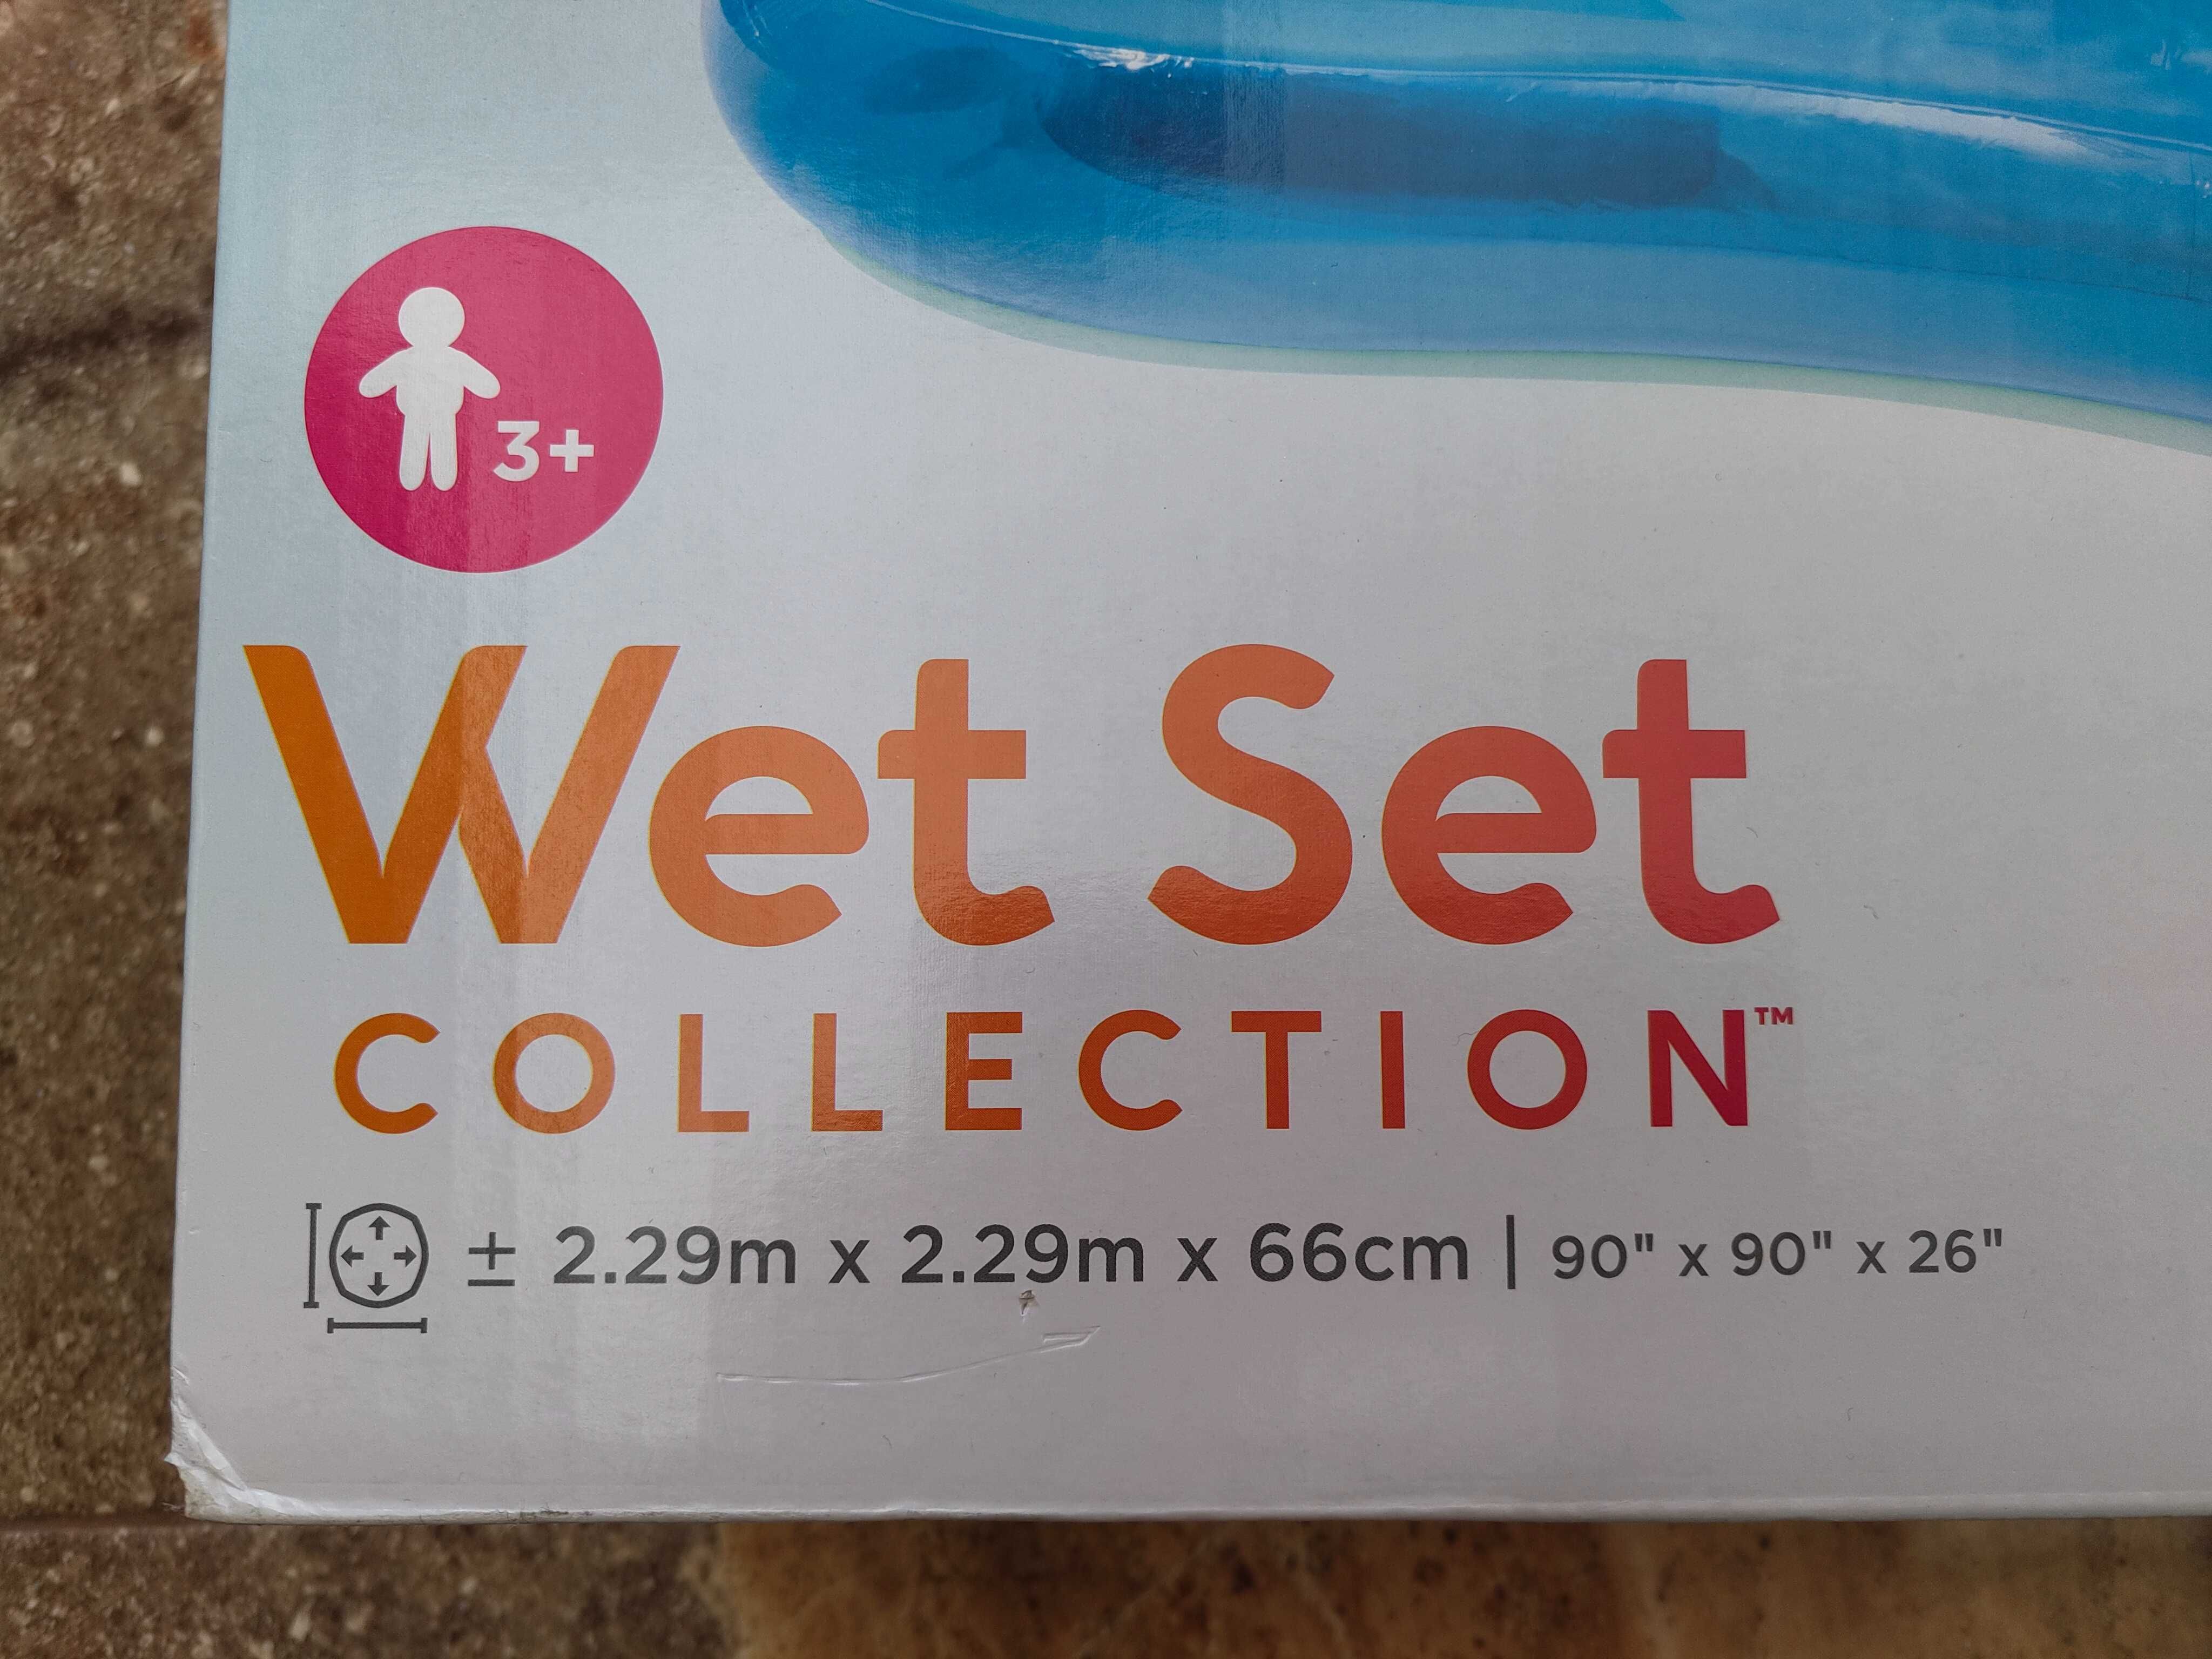 3+
Wet Set
COLLECTION™
± 2.29m x 2.29m x 66cm | 90" x 90" x 26"